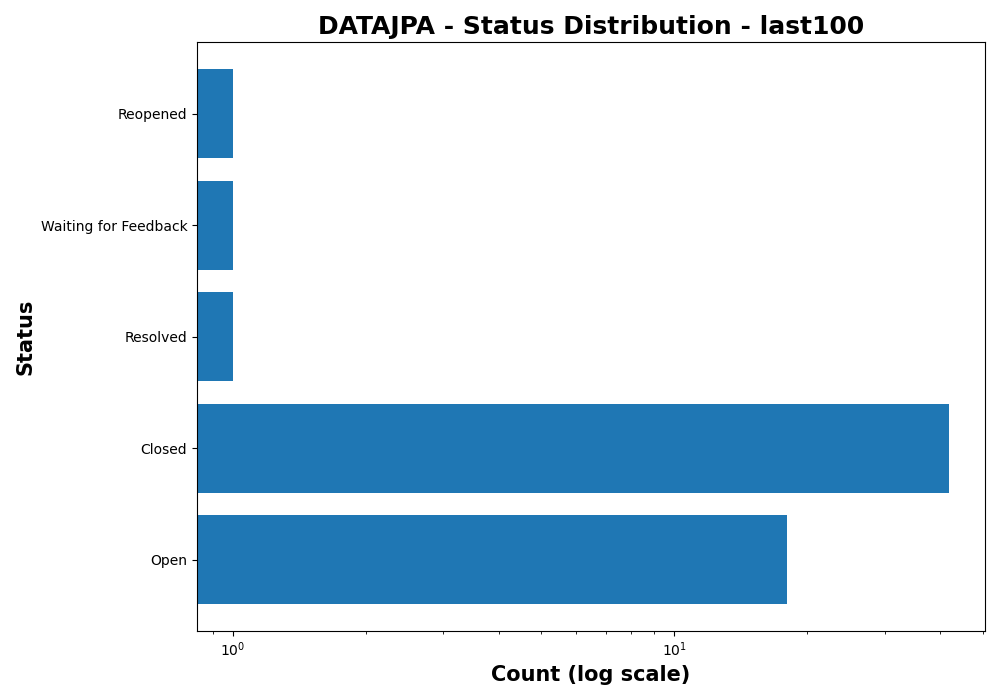 DATAJPA - Status Distribution - last100
Reopened
Waiting for Feedback
Resolved
Closed
Open
Status
10⁰
10¹
Count (log scale)